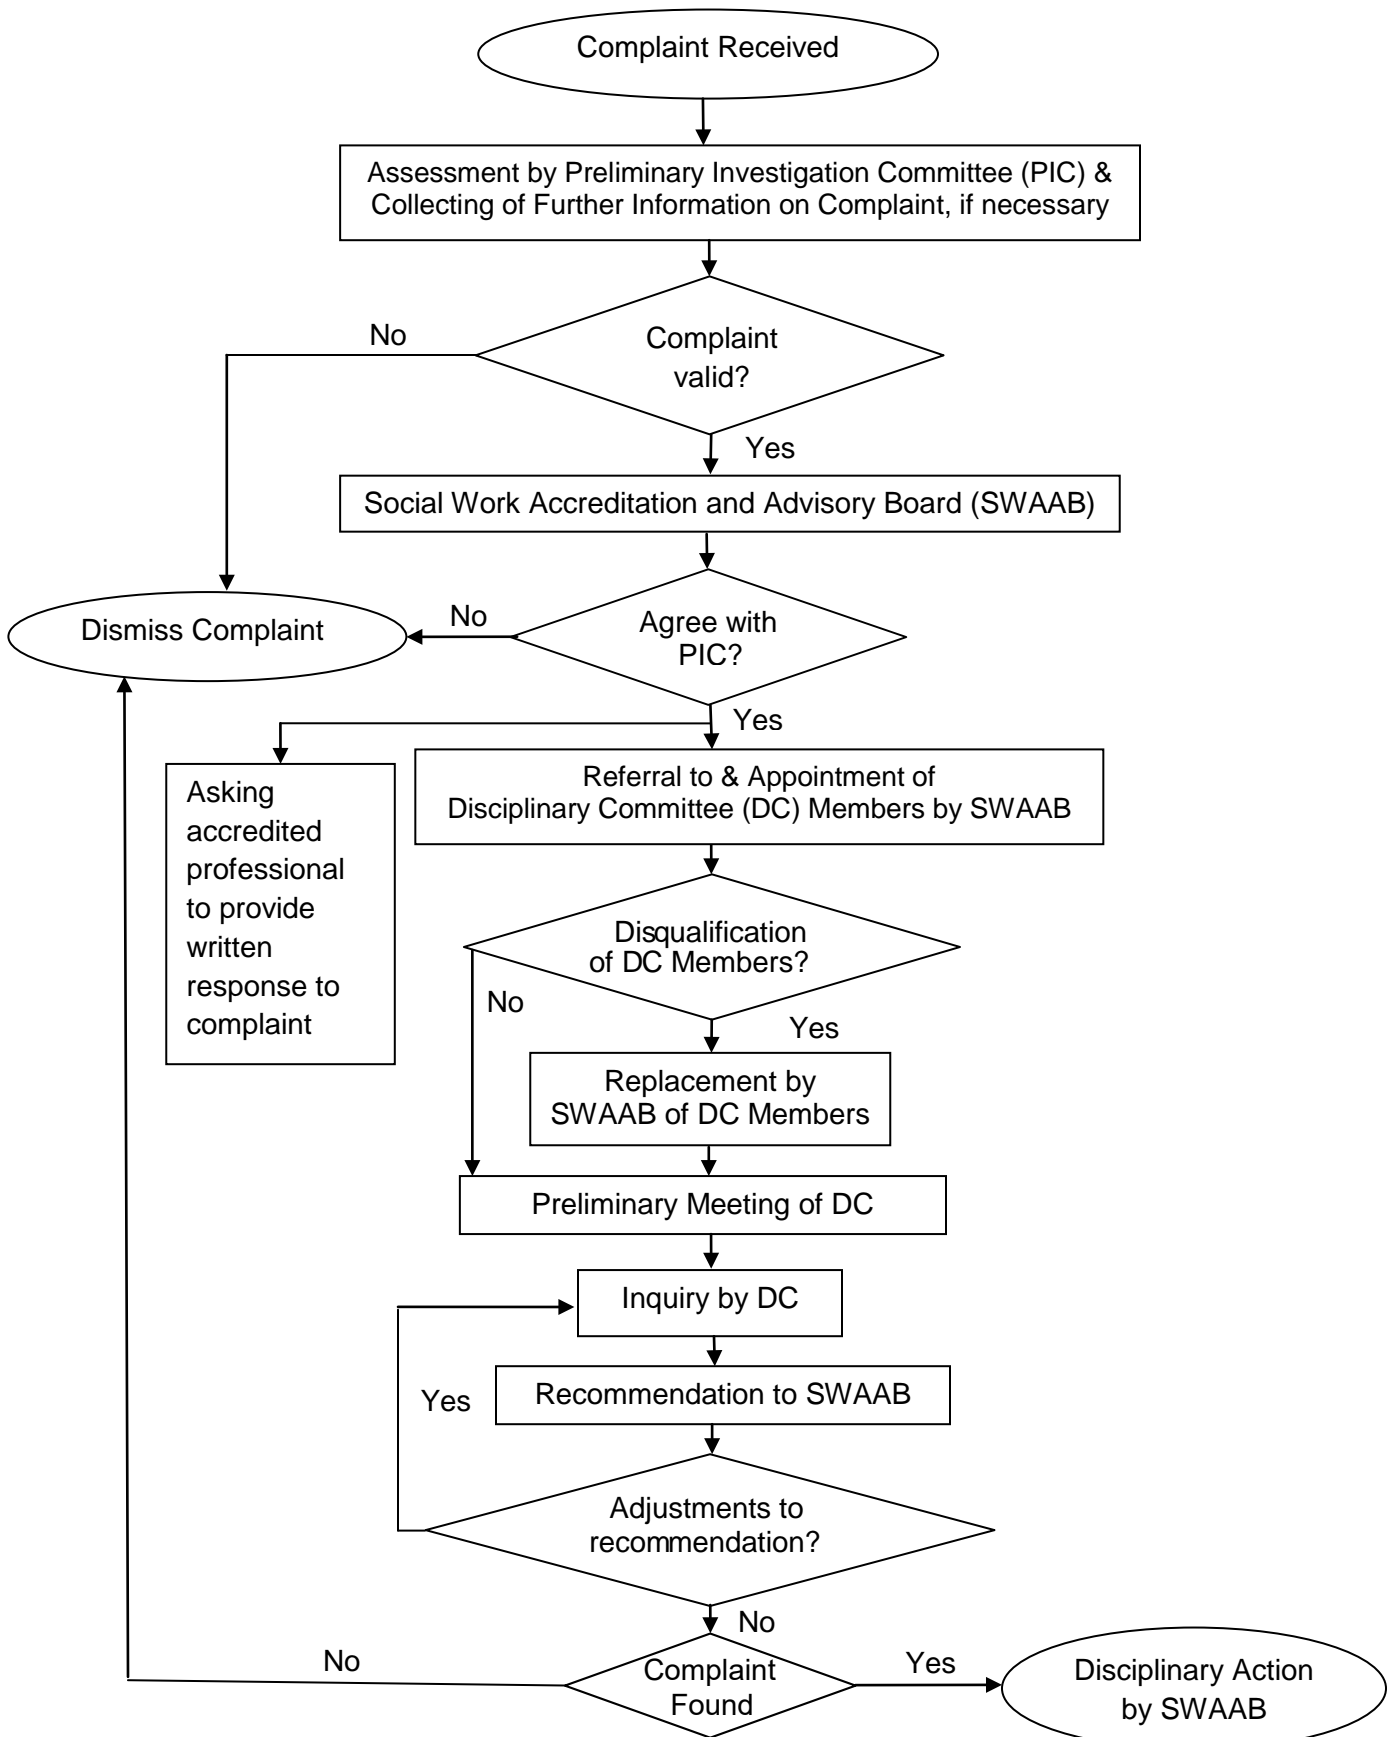 Complaint Received
Assessment by Preliminary Investigation Committee (PIC) &
Collecting of Further Information on Complaint, if necessary
No
Complaint
valid?
Yes
Social Work Accreditation and Advisory Board (SWAAB)
Dismiss Complaint
No
Agree with
PIC?
Yes
Asking
accredited
professional
to provide
written
response to
complaint
Referral to & Appointment of
Disciplinary Committee (DC) Members by SWAAB
Disqualification
of DC Members?
No
Yes
Replacement by
SWAAB of DC Members
Preliminary Meeting of DC
Inquiry by DC
Yes
Recommendation to SWAAB
Adjustments to
recommendation?
No
No
Complaint
Found
Yes
Disciplinary Action
by SWAAB